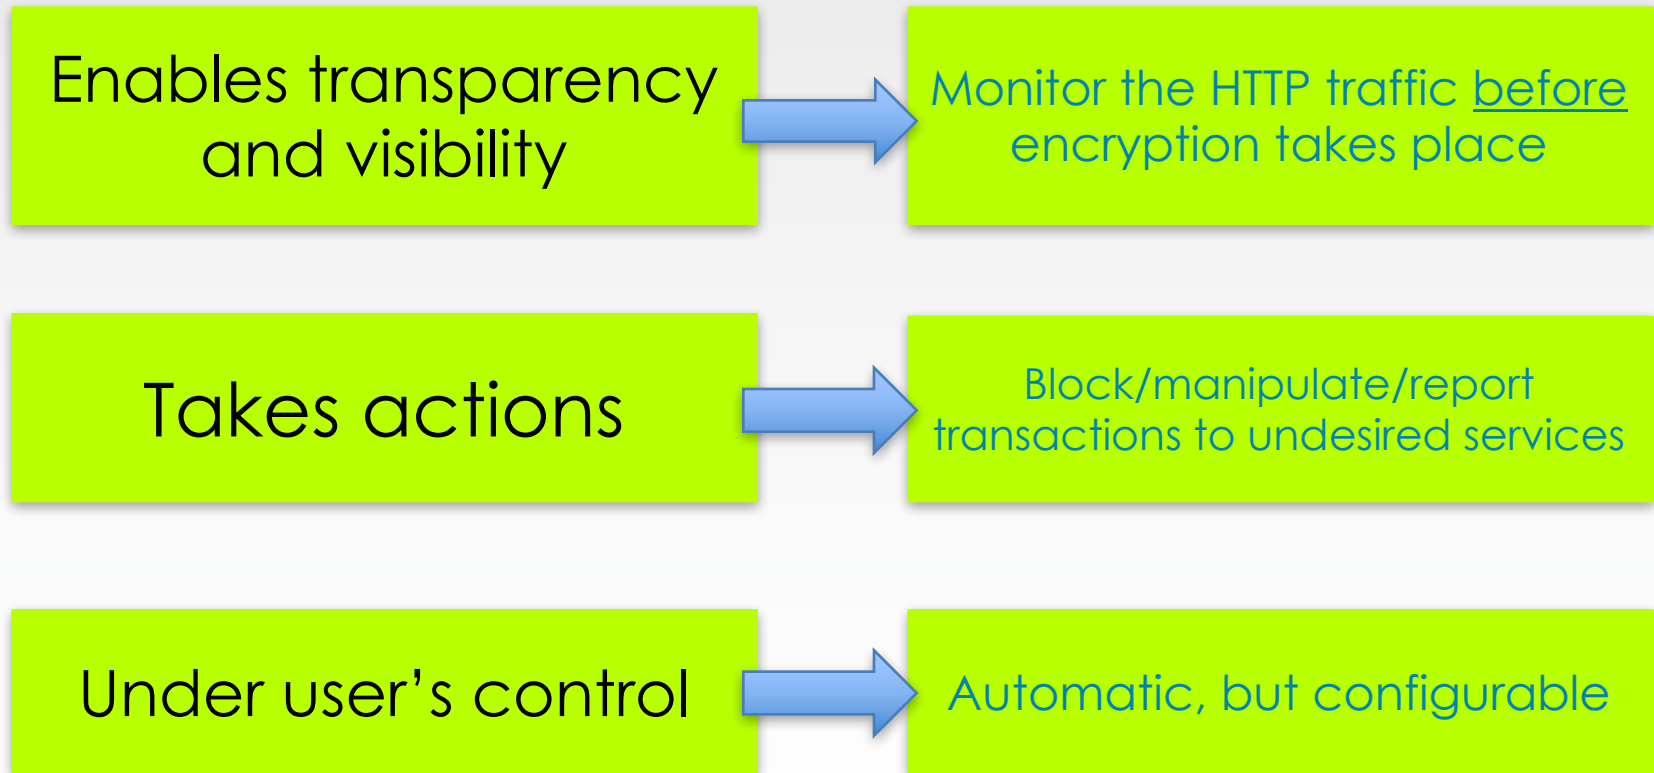 Enables transparency
and visibility
Monitor the HTTP traffic before
encryption takes place
Takes actions
Block/manipulate/report
transactions to undesired services
Under user’s control
Automatic, but configurable